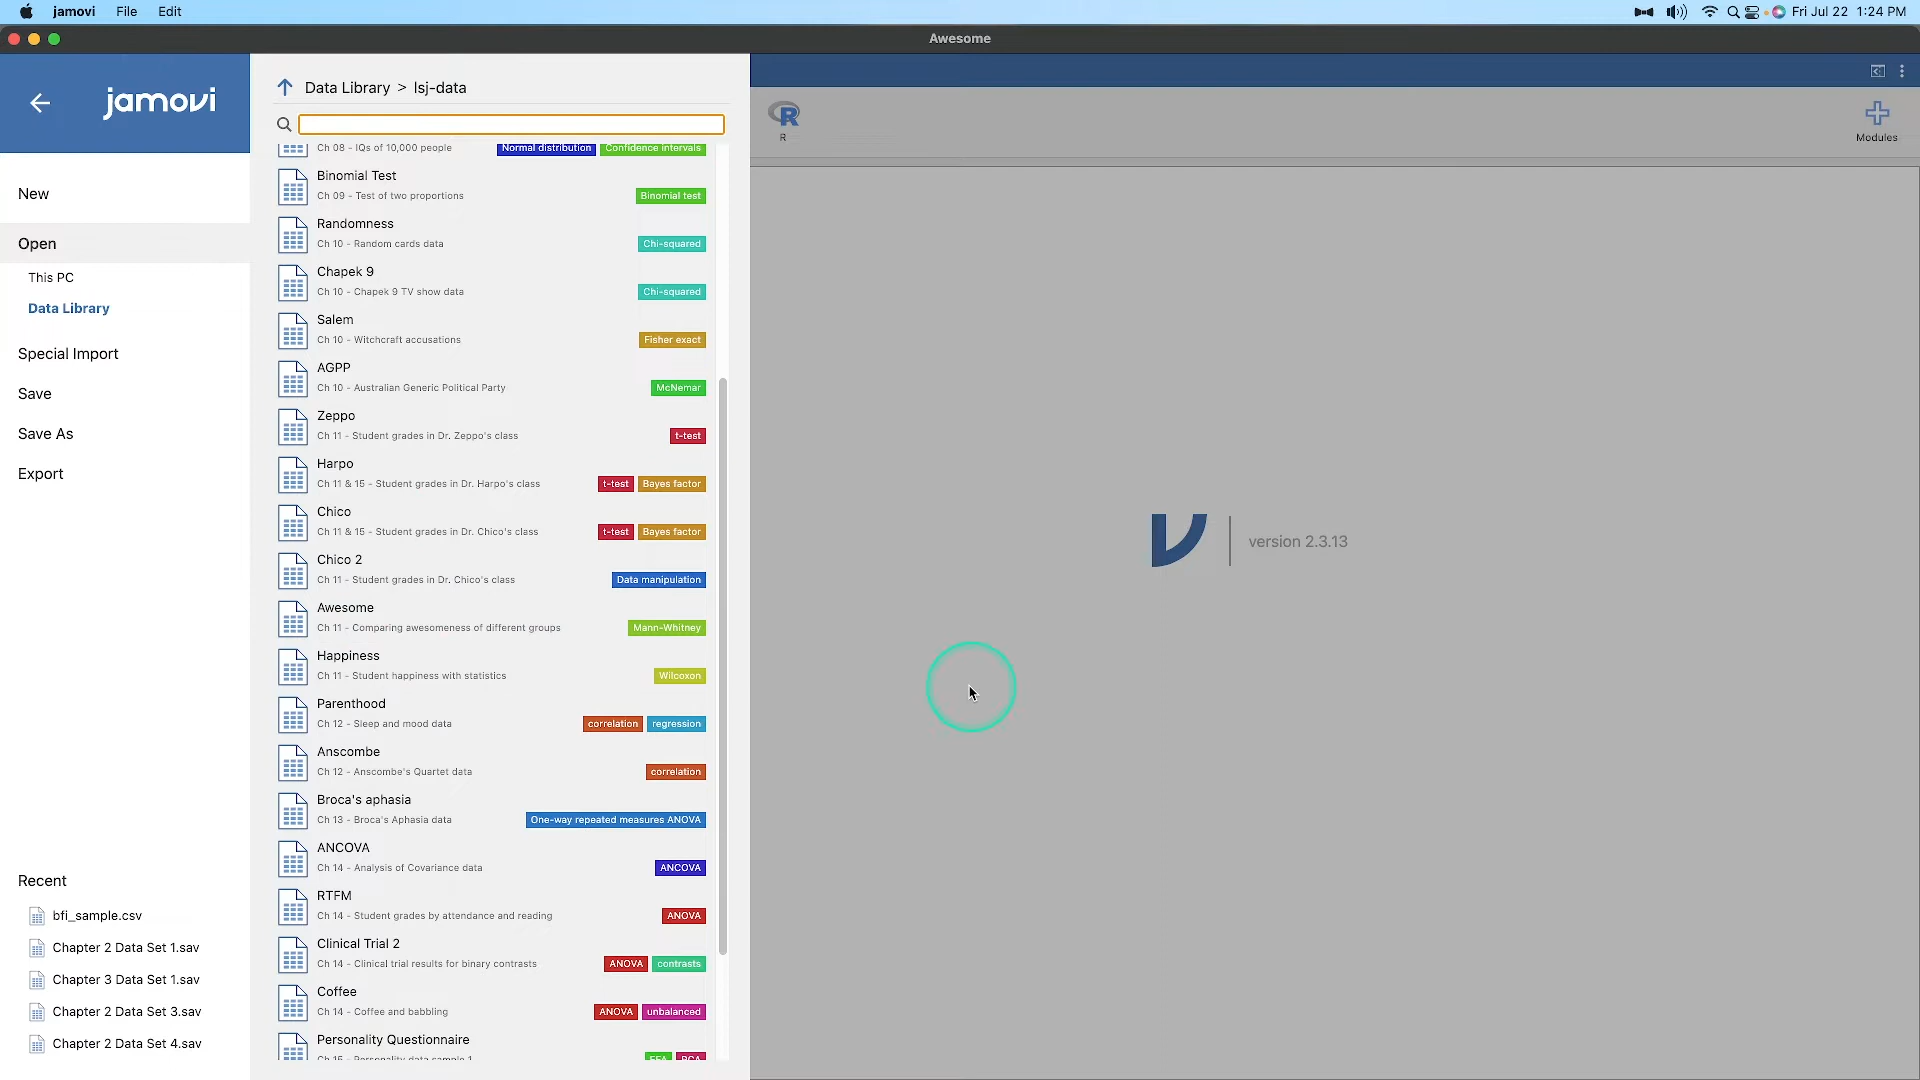 jamovi File Edit
Fri Jul 22 1:24 PM
Awesome
jamovi
New
Open
This PC
Data Library
Special Import
Save
Save As
Export
Recent
bfi_sample.csv
Chapter 2 Data Set 1.sav
Chapter 3 Data Set 1.sav
Chapter 2 Data Set 3.sav
Chapter 2 Data Set 4.sav
Data Library > lsj-data
Ch 08 - IQs of 10,000 people Normal distribution Confidence intervals
Binomial Test
Ch 09 - Test of two proportions Binomial test
Randomness
Ch 10 - Random cards data Chi-squared
Chapek 9
Ch 10 - Chapek 9 TV show data Chi-squared
Salem
Ch 10 - Witchcraft accusations Fisher exact
AGPP
Ch 10 - Australian Generic Political Party McNemar
Zeppo
Ch 11 - Student grades in Dr. Zeppo's class t-test
Harpo
Ch 11 & 15 - Student grades in Dr. Harpo's class t-test Bayes factor
Chico
Ch 11 & 15 - Student grades in Dr. Chico's class t-test Bayes factor
Chico 2
Ch 11 - Student grades in Dr. Chico's class Data manipulation
Awesome
Ch 11 - Comparing awesomeness of different groups Mann-Whitney
Happiness
Ch 11 - Student happiness with statistics Wilcoxon
Parenthood
Ch 12 - Sleep and mood data correlation regression
Anscombe
Ch 12 - Anscombe's Quartet data correlation
Broca's aphasia
Ch 13 - Broca's Aphasia data One-way repeated measures ANOVA
ANCOVA
Ch 14 - Analysis of Covariance data ANCOVA
RTFM
Ch 14 - Student grades by attendance and reading ANOVA
Clinical Trial 2
Ch 14 - Clinical trial results for binary contrasts ANOVA contrasts
Coffee
Ch 14 - Coffee and babbling ANOVA unbalanced
Personality Questionnaire
Ch 15 - Personality data sample 1 EFA PCA
R
R
Modules
version 2.3.13